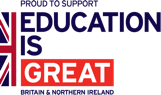 PROUD TO SUPPORT
EDUCATION
IS
GREAT
BRITAIN & NORTHERN IRELAND